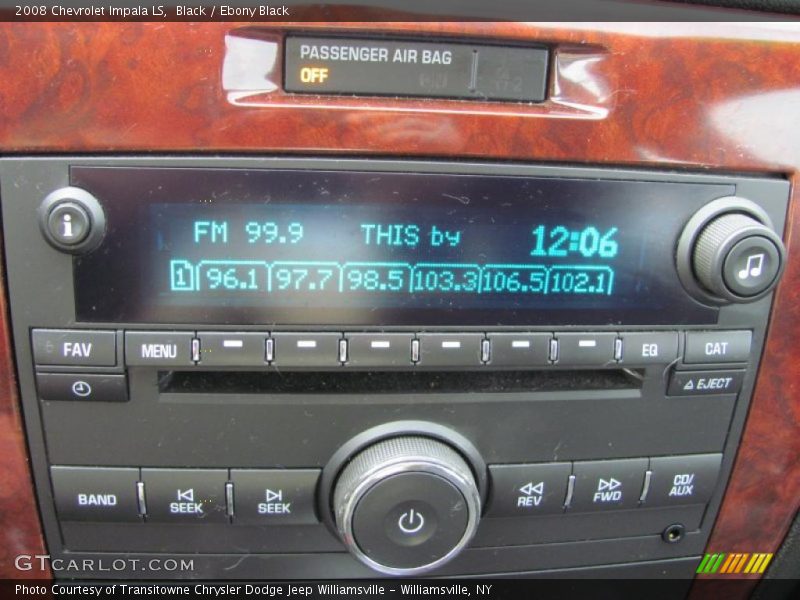 2008 Chevrolet Impala LS, Black / Ebony Black
PASSENGER AIR BAG
OFF
i
FM 99.9 THIS by 12:06
1 96.1 97.7 98.5 103.3 106.5 102.1
FAV MENU EQ CAT
EJECT
BAND SEEK SEEK REV FWD CD/AUX
GTCARLOT.COM
Photo Courtesy of Transitowne Chrysler Dodge Jeep Williamsville - Williamsville, NY